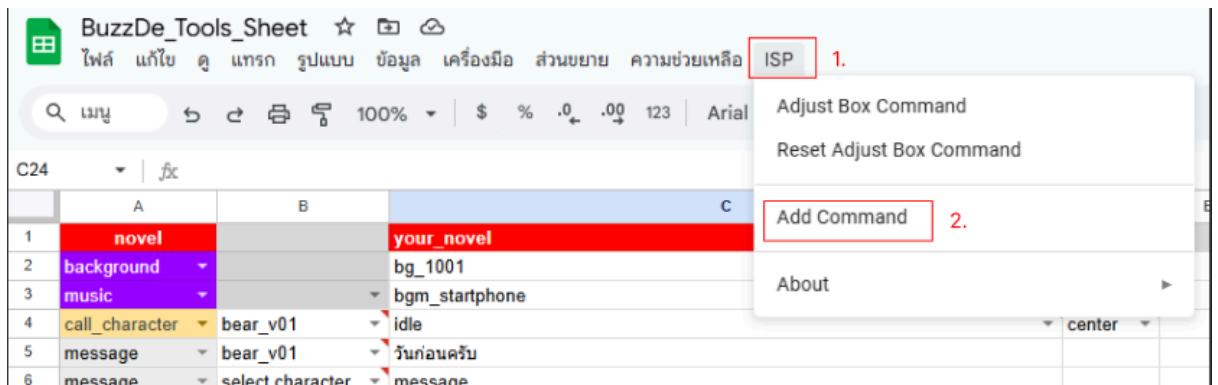 BuzzDe_Tools_Sheet
ไฟล์ แก้ไข ดู แทรก รูปแบบ ข้อมูล เครื่องมือ ส่วนขยาย ความช่วยเหลือ ISP 1.
เมนู 100% $ % .0 .00 123 Arial
Adjust Box Command
Reset Adjust Box Command
Add Command 2.
About
C24 fx
A B C
1 novel your_novel
2 background bg_1001
3 music bgm_startphone
4 call_character bear_v01 idle center
5 message bear_v01 วันก่อนครับ
6 message select character message